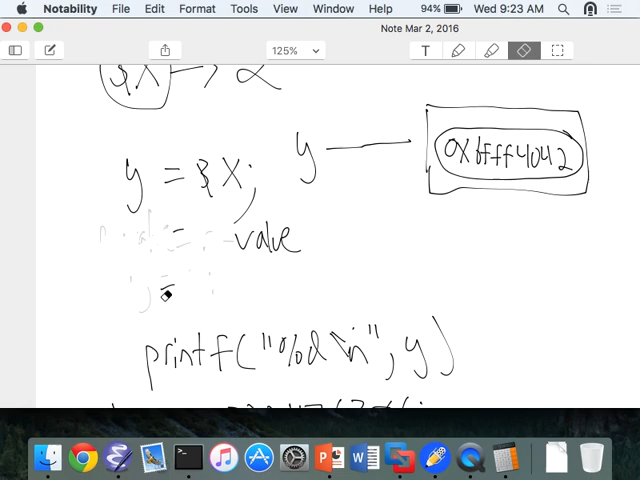 Notability File Edit Format Tools View Window Help 94% Wed 9:23 AM
Note Mar 2, 2016
125% T
&X → 2
y = &X; y 0xbfff4042
= value
=
printf("%d\n", y)